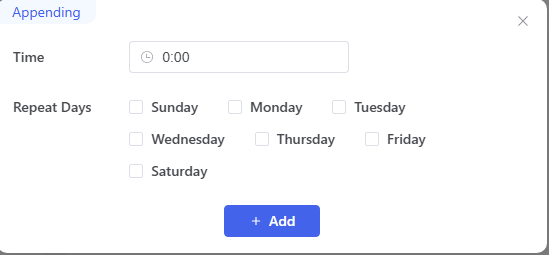 Appending
Time 0:00
Repeat Days Sunday Monday Tuesday
Wednesday Thursday Friday
Saturday
+ Add